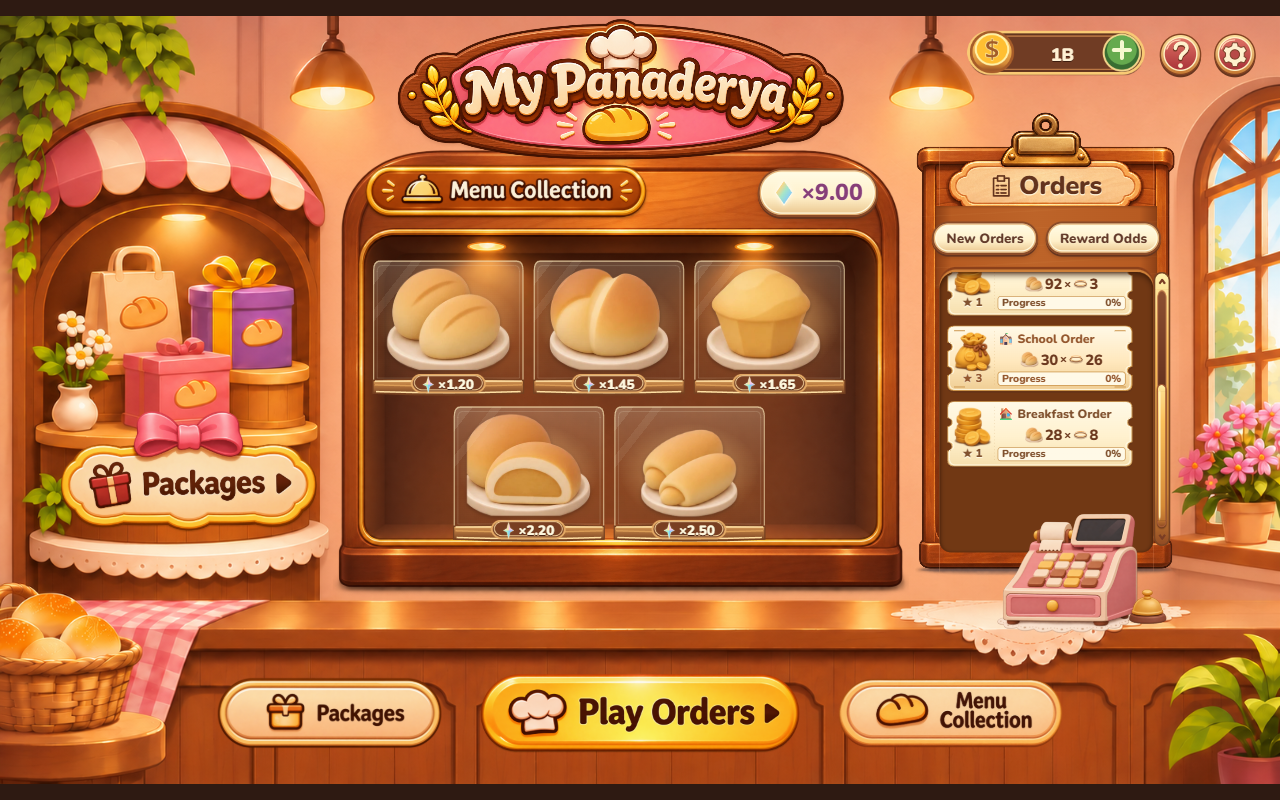 My Panaderya
$
1B
+
?
Menu Collection
×9.00
×1.20
×1.45
×1.65
×2.20
×2.50
Packages
Orders
New Orders
Reward Odds
92 × 3
★ 1
Progress 0%
School Order
30 × 26
★ 3
Progress 0%
Breakfast Order
28 × 8
★ 1
Progress 0%
Packages
Play Orders
Menu
Collection